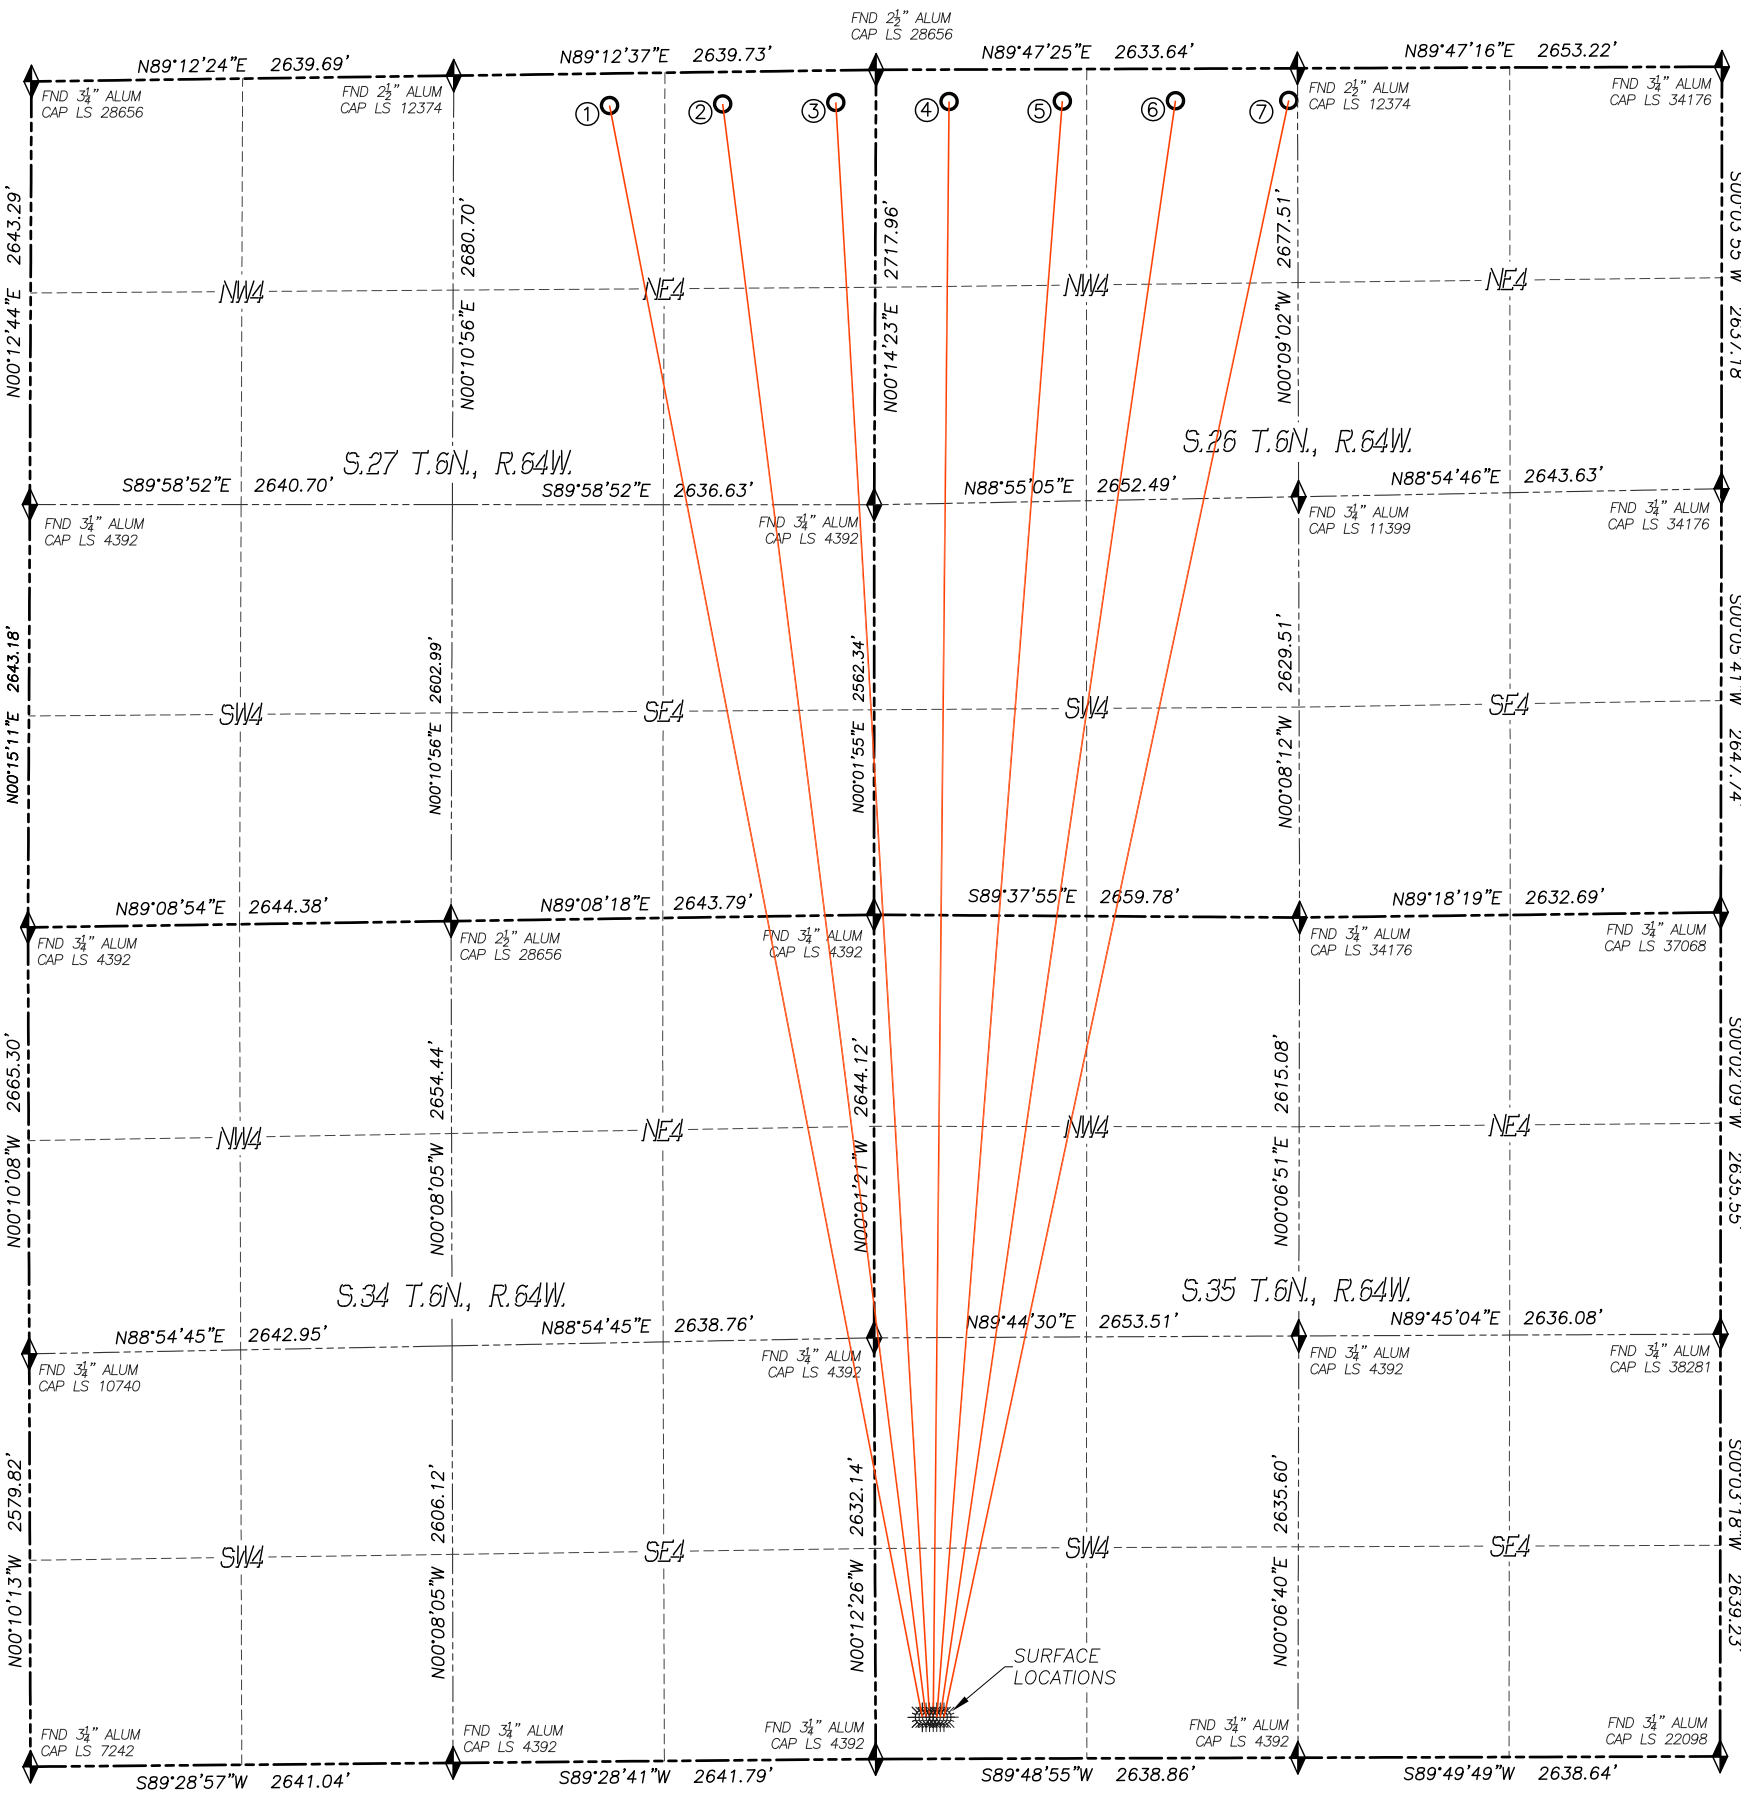 FND 2½" ALUM
CAP LS 28656
N89°12'24"E 2639.69'
N89°12'37"E 2639.73'
N89°47'25"E 2633.64'
N89°47'16"E 2653.22'
FND 3¼" ALUM
CAP LS 28656
FND 2½" ALUM
CAP LS 12374
FND 2½" ALUM
CAP LS 12374
FND 3¼" ALUM
CAP LS 34176
1
2
3
4
5
6
7
N00°12'44"E 2643.29'
N00°10'56"E 2680.70'
N00°14'23"E 2717.96'
N00°09'02"W 2677.51'
S00°03'55"W 2637.18'
NW4
NE4
NW4
NE4
S.27 T.6N., R.64W.
S.26 T.6N., R.64W.
S89°58'52"E 2640.70'
S89°58'52"E 2636.63'
N88°55'05"E 2652.49'
N88°54'46"E 2643.63'
FND 3¼" ALUM
CAP LS 4392
FND 3¼" ALUM
CAP LS 4392
FND 3¼" ALUM
CAP LS 11399
FND 3¼" ALUM
CAP LS 34176
N00°15'11"E 2643.18'
N00°10'56"E 2602.99'
N00°01'55"E 2562.34'
N00°08'12"W 2629.51'
S00°05'41"W 2647.74'
SW4
SE4
SW4
SE4
N89°08'54"E 2644.38'
N89°08'18"E 2643.79'
S89°37'55"E 2659.78'
N89°18'19"E 2632.69'
FND 3¼" ALUM
CAP LS 4392
FND 2½" ALUM
CAP LS 28656
FND 3¼" ALUM
CAP LS 4392
FND 3¼" ALUM
CAP LS 34176
FND 3¼" ALUM
CAP LS 37068
N00°10'08"W 2665.30'
N00°08'05"W 2654.44'
N00°01'21"W 2644.12'
N00°06'51"E 2615.08'
S00°02'09"W 2635.55'
NW4
NE4
NW4
NE4
S.34 T.6N., R.64W.
S.35 T.6N., R.64W.
N88°54'45"E 2642.95'
N88°54'45"E 2638.76'
N89°44'30"E 2653.51'
N89°45'04"E 2636.08'
FND 3¼" ALUM
CAP LS 10740
FND 3¼" ALUM
CAP LS 4392
FND 3¼" ALUM
CAP LS 4392
FND 3¼" ALUM
CAP LS 38281
N00°10'13"W 2579.82'
N00°08'05"W 2606.12'
N00°12'26"W 2632.14'
N00°06'40"E 2635.60'
S00°03'18"W 2639.23'
SW4
SE4
SW4
SE4
SURFACE
LOCATIONS
FND 3¼" ALUM
CAP LS 7242
FND 3¼" ALUM
CAP LS 4392
FND 3¼" ALUM
CAP LS 4392
FND 3¼" ALUM
CAP LS 4392
FND 3¼" ALUM
CAP LS 22098
S89°28'57"W 2641.04'
S89°28'41"W 2641.79'
S89°48'55"W 2638.86'
S89°49'49"W 2638.64'